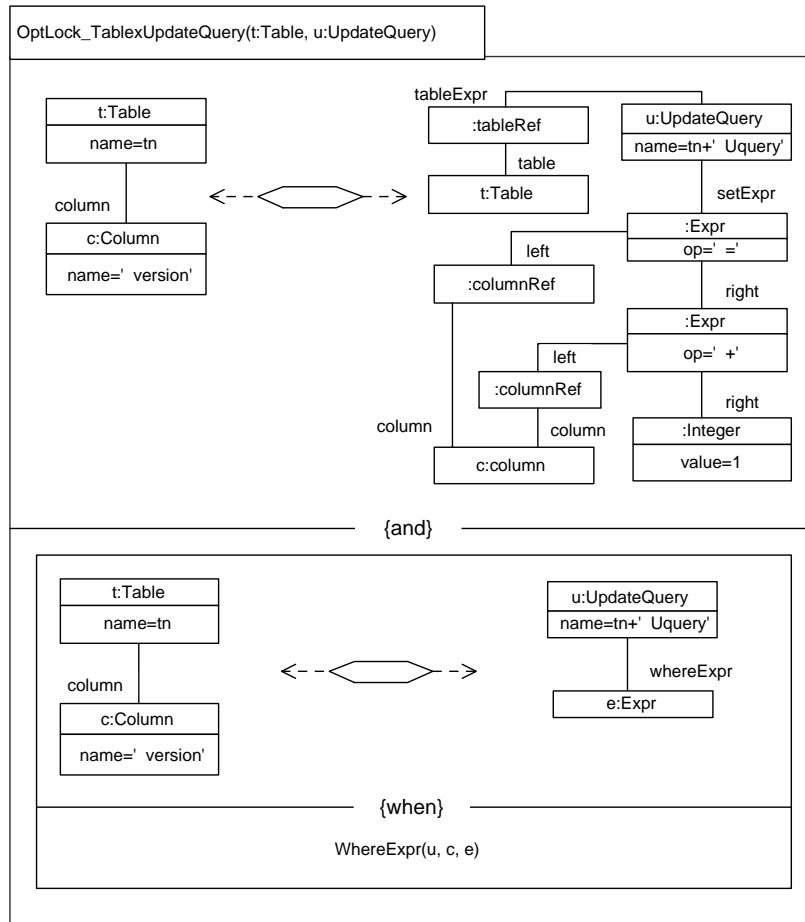 OptLock_TablexUpdateQuery(t:Table, u:UpdateQuery)
t:Table
name=tn
column
c:Column
name=' version'
tableExpr
:tableRef
table
t:Table
u:UpdateQuery
name=tn+' Uquery'
setExpr
:Expr
op=' ='
left
:columnRef
right
:Expr
op=' +'
left
:columnRef
right
column
column
:Integer
value=1
c:column
{and}
t:Table
name=tn
column
c:Column
name=' version'
u:UpdateQuery
name=tn+' Uquery'
whereExpr
e:Expr
{when}
WhereExpr(u, c, e)